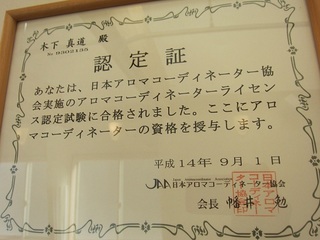 木下 真道 殿
認定証
あなたは、日本アロマコーディネーター協
会実施のアロマコーディネーターライセン
ス認定試験に合格されました。ここにアロ
マコーディネーターの資格を授与します。
平成14年9月1日
JAA 日本アロマコーディネーター協会
会長 幡井 勉